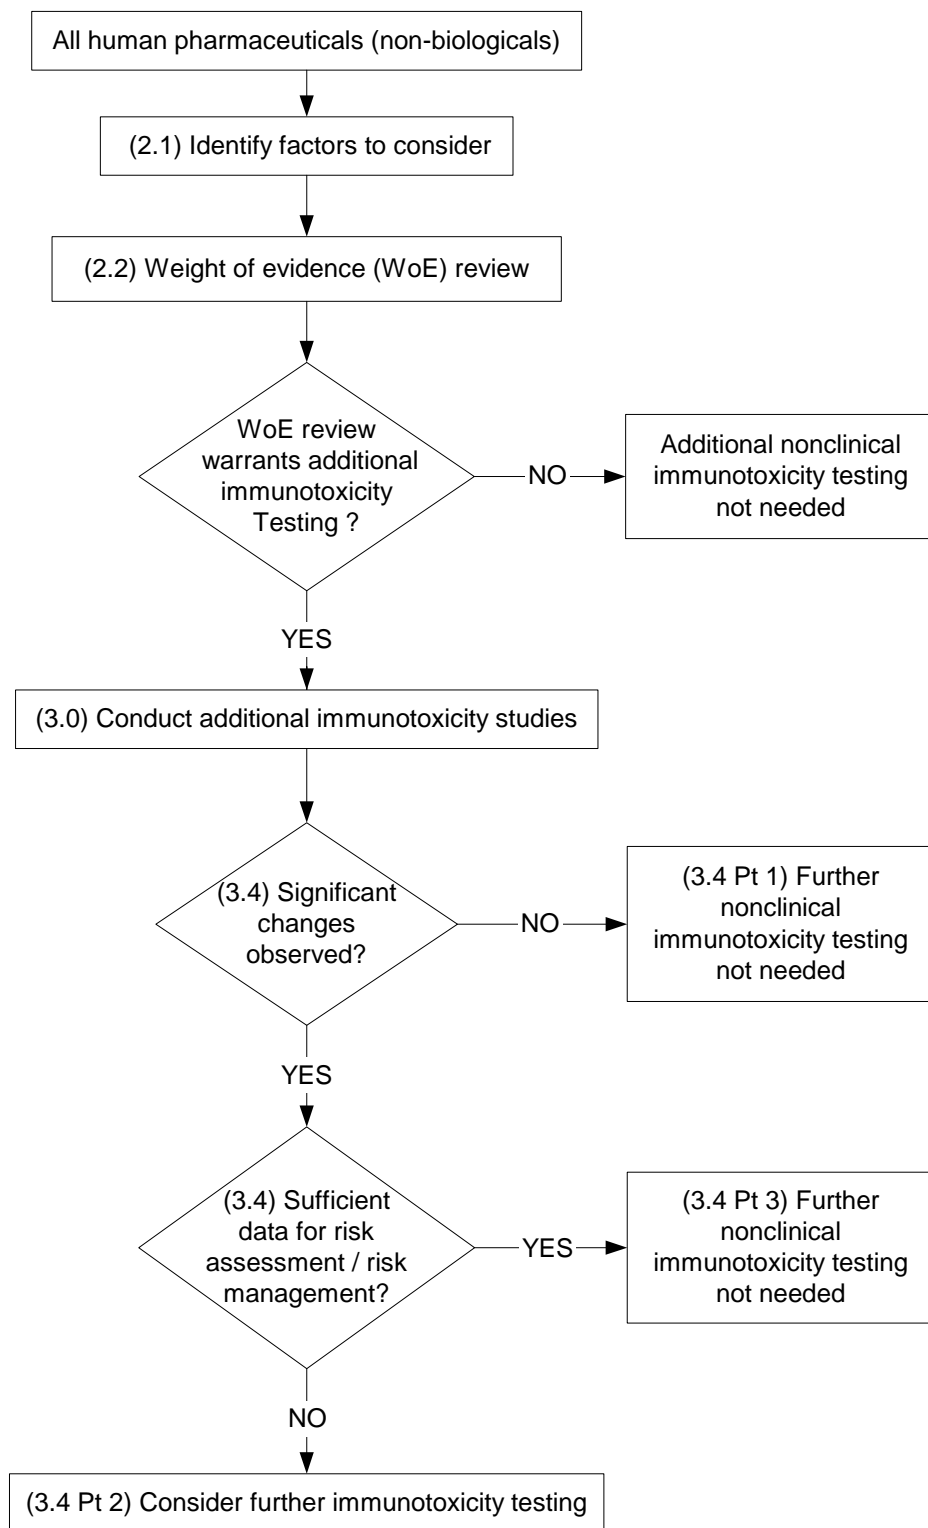 All human pharmaceuticals (non-biologicals)
(2.1) Identify factors to consider
(2.2) Weight of evidence (WoE) review
WoE review
warrants additional
immunotoxicity
Testing ?
NO
Additional nonclinical
immunotoxicity testing
not needed
YES
(3.0) Conduct additional immunotoxicity studies
(3.4) Significant
changes
observed?
NO
(3.4 Pt 1) Further
nonclinical
immunotoxicity testing
not needed
YES
(3.4) Sufficient
data for risk
assessment / risk
management?
YES
(3.4 Pt 3) Further
nonclinical
immunotoxicity testing
not needed
NO
(3.4 Pt 2) Consider further immunotoxicity testing